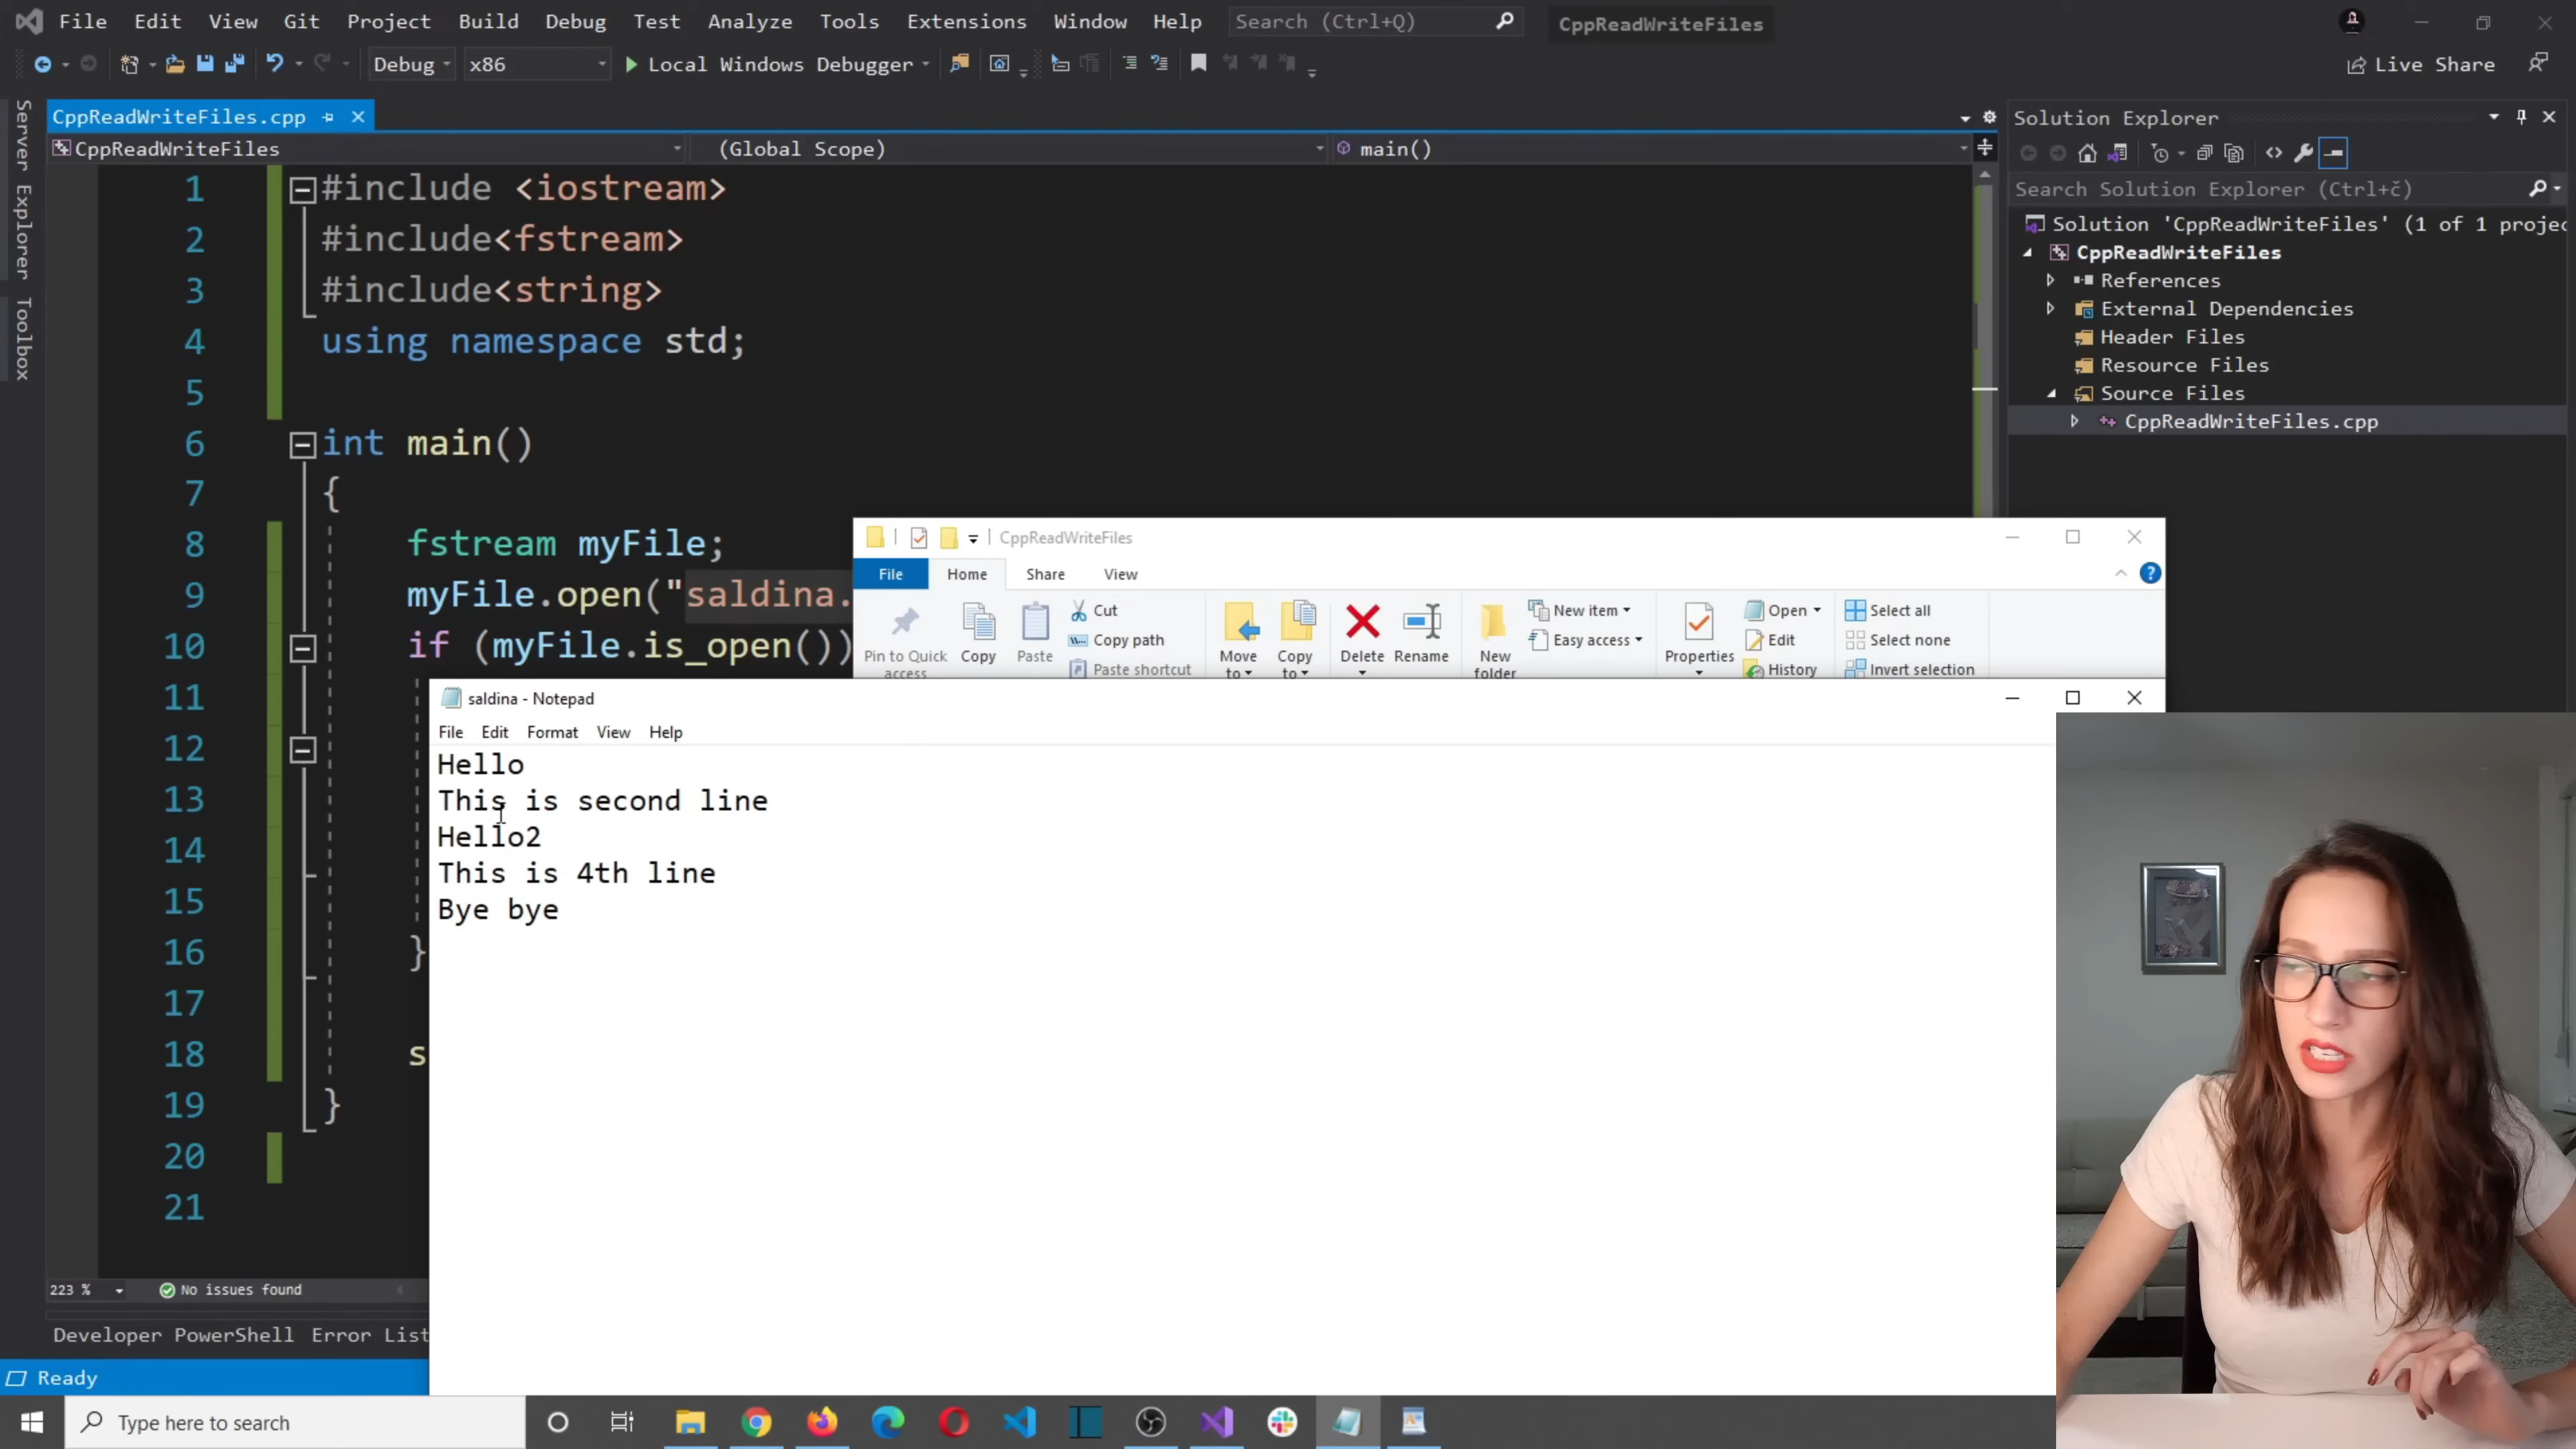 File Edit View Git Project Build Debug Test Analyze Tools Extensions Window Help Search (Ctrl+Q) CppReadWriteFiles
Debug x86 Local Windows Debugger Live Share
Server Explorer
Toolbox
CppReadWriteFiles.cpp
CppReadWriteFiles (Global Scope) main()
1 #include <iostream>
2 #include<fstream>
3 #include<string>
4 using namespace std;
5
6 int main()
7 {
8 fstream myFile;
9 myFile.open("saldina.
10 if (myFile.is_open())
11
12
13
14
15
16 }
17
18 s
19 }
20
21
223 % No issues found
Developer PowerShell Error List
Ready
Solution Explorer
Search Solution Explorer (Ctrl+č)
Solution 'CppReadWriteFiles' (1 of 1 projec
CppReadWriteFiles
References
External Dependencies
Header Files
Resource Files
Source Files
CppReadWriteFiles.cpp
CppReadWriteFiles
File Home Share View
Pin to Quick access
Copy
Paste
Cut
Copy path
Paste shortcut
Move to
Copy to
Delete
Rename
New folder
New item
Easy access
Properties
Open
Edit
History
Select all
Select none
Invert selection
saldina - Notepad
File Edit Format View Help
Hello
This is second line
Hello2
This is 4th line
Bye bye
Type here to search